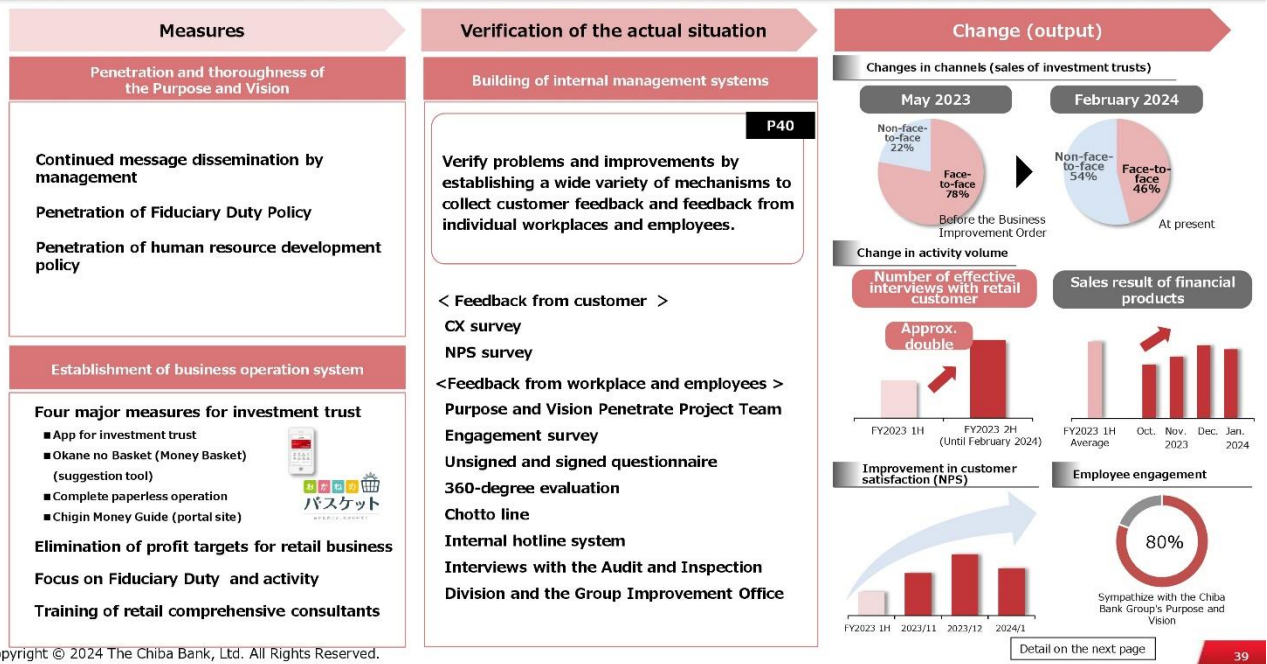 Measures
Penetration and thoroughness of
the Purpose and Vision
Continued message dissemination by
management
Penetration of Fiduciary Duty Policy
Penetration of human resource development
policy
Establishment of business operation system
Four major measures for investment trust
■App for investment trust
■Okane no Basket (Money Basket)
(suggestion tool)
■Complete paperless operation
■Chigin Money Guide (portal site)
おかねの
バスケット
Elimination of profit targets for retail business
Focus on Fiduciary Duty and activity
Training of retail comprehensive consultants
Verification of the actual situation
Building of internal management systems
P40
Verify problems and improvements by
establishing a wide variety of mechanisms to
collect customer feedback and feedback from
individual workplaces and employees.
< Feedback from customer >
CX survey
NPS survey
<Feedback from workplace and employees >
Purpose and Vision Penetrate Project Team
Engagement survey
Unsigned and signed questionnaire
360-degree evaluation
Chotto line
Internal hotline system
Interviews with the Audit and Inspection
Division and the Group Improvement Office
Change (output)
Changes in channels (sales of investment trusts)
May 2023
Non-face-
to-face
22%
Face-
to-face
78%
Before the Business
Improvement Order
February 2024
Non-face-
to-face
54%
Face-to-
face
46%
At present
Change in activity volume
Number of effective
interviews with retail
customer
Approx.
double
FY2023 1H
FY2023 2H
(Until February 2024)
Sales result of financial
products
FY2023 1H
Average
Oct. Nov. Dec. Jan.
2023 2024
Improvement in customer
satisfaction (NPS)
FY2023 1H 2023/11 2023/12 2024/1
Employee engagement
80%
Sympathize with the Chiba
Bank Group's Purpose and
Vision
Detail on the next page
opyright © 2024 The Chiba Bank, Ltd. All Rights Reserved.
39